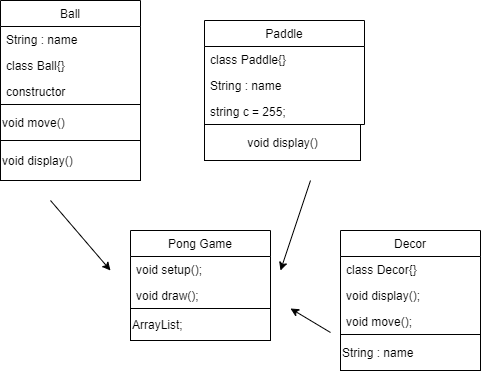 Ball
String : name
class Ball{}
constructor
void move()
void display()
Paddle
class Paddle{}
String : name
string c = 255;
void display()
Pong Game
void setup();
void draw();
ArrayList;
Decor
class Decor{}
void display();
void move();
String : name